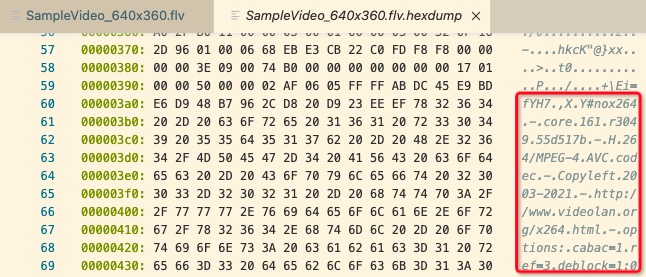 SampleVideo_640x360.flv
SampleVideo_640x360.flv.hexdump
57 00000370: 2D 96 01 00 06 68 EB E3 CB 22 C0 FD F8 F8 00 00 -....hkcK"@}xx..
58 00000380: 00 00 3E 09 00 74 B0 00 00 00 00 00 00 00 17 01 ..>..t0.........
59 00000390: 00 00 50 00 00 02 AF 06 05 FF FF AB DC 45 E9 BD ..P.../....+\Ei=
60 000003a0: E6 D9 48 B7 96 2C D8 20 D9 23 EE EF 78 32 36 34 fYH7.,X.Y#nox264
61 000003b0: 20 2D 20 63 6F 72 65 20 31 36 31 20 72 33 30 34 .-.core.161.r304
62 000003c0: 39 20 35 35 64 35 31 37 62 20 2D 20 48 2E 32 36 9.55d517b.-.H.26
63 000003d0: 34 2F 4D 50 45 47 2D 34 20 41 56 43 20 63 6F 64 4/MPEG-4.AVC.cod
64 000003e0: 65 63 20 2D 20 43 6F 70 79 6C 65 66 74 20 32 30 ec.-.Copyleft.20
65 000003f0: 30 33 2D 32 30 32 31 20 2D 20 68 74 74 70 3A 2F 03-2021.-.http:/
66 00000400: 2F 77 77 77 2E 76 69 64 65 6F 6C 61 6E 2E 6F 72 /www.videolan.or
67 00000410: 67 2F 78 32 36 34 2E 68 74 6D 6C 20 2D 20 6F 70 g/x264.html.-.op
68 00000420: 74 69 6F 6E 73 3A 20 63 61 62 61 63 3D 31 20 72 tions:.cabac=1.r
69 00000430: 65 66 3D 33 20 64 65 62 6C 6F 63 6B 3D 31 3A 30 ef=3.deblock=1:0